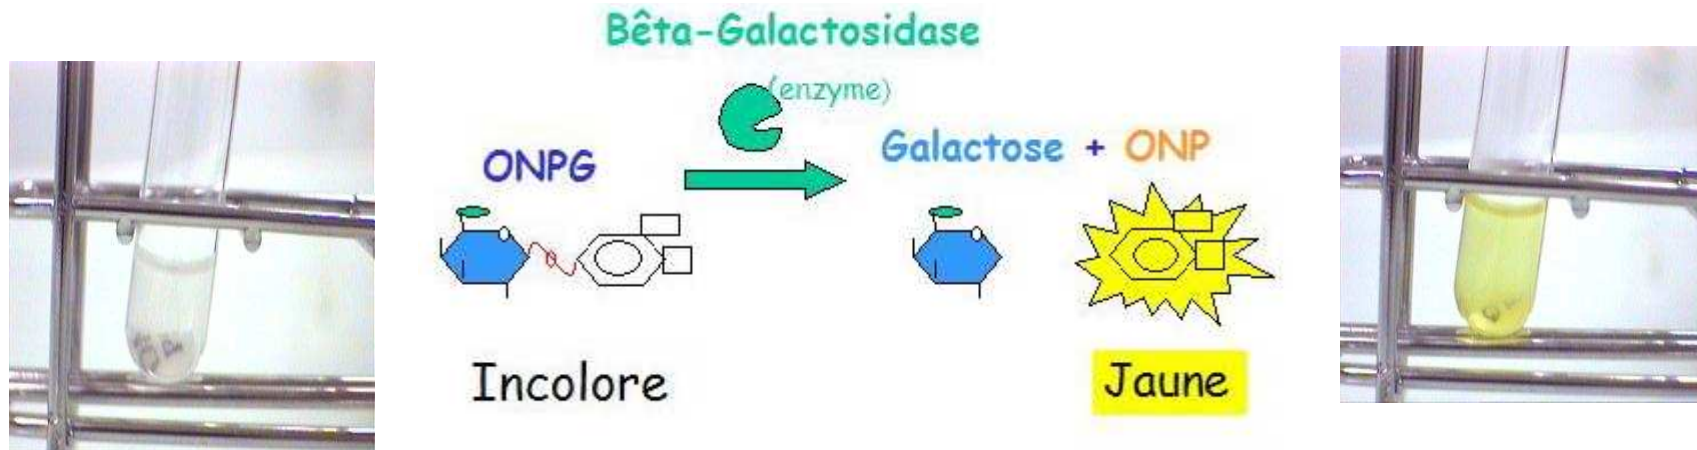 Bêta-Galactosidase
(enzyme)
ONPG
Galactose + ONP
Incolore
Jaune